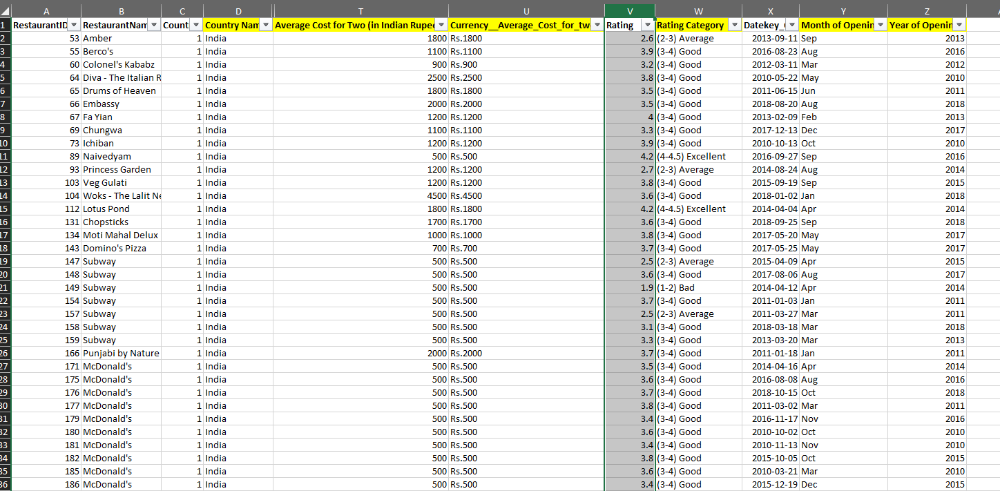 A B C D T U V W X Y Z
1 RestaurantID RestaurantNam Count Country Nam Average Cost for Two (in Indian Rupee Currency__Average_Cost_for_tw Rating Rating Category Datekey_ Month of Openin Year of Openin
2 53 Amber 1 India 1800 Rs.1800 2.6 (2-3) Average 2013-09-11 Sep 2013
3 55 Berco's 1 India 1100 Rs.1100 3.9 (3-4) Good 2016-08-23 Aug 2016
4 60 Colonel's Kababz 1 India 900 Rs.900 3.2 (3-4) Good 2012-03-11 Mar 2012
5 64 Diva - The Italian R 1 India 2500 Rs.2500 3.8 (3-4) Good 2010-05-22 May 2010
6 65 Drums of Heaven 1 India 1800 Rs.1800 3.5 (3-4) Good 2011-06-15 Jun 2011
7 66 Embassy 1 India 2000 Rs.2000 3.5 (3-4) Good 2018-08-20 Aug 2018
8 67 Fa Yian 1 India 1200 Rs.1200 4 (3-4) Good 2013-02-09 Feb 2013
9 69 Chungwa 1 India 1100 Rs.1100 3.3 (3-4) Good 2017-12-13 Dec 2017
10 73 Ichiban 1 India 1200 Rs.1200 3.9 (3-4) Good 2010-10-13 Oct 2010
11 89 Naivedyam 1 India 500 Rs.500 4.2 (4-4.5) Excellent 2016-09-27 Sep 2016
12 93 Princess Garden 1 India 1200 Rs.1200 2.7 (2-3) Average 2014-08-24 Aug 2014
13 103 Veg Gulati 1 India 1200 Rs.1200 3.8 (3-4) Good 2015-09-19 Sep 2015
14 104 Woks - The Lalit Ne 1 India 4500 Rs.4500 3.6 (3-4) Good 2018-01-02 Jan 2018
15 112 Lotus Pond 1 India 1800 Rs.1800 4.2 (4-4.5) Excellent 2014-04-04 Apr 2014
16 131 Chopsticks 1 India 1700 Rs.1700 3.6 (3-4) Good 2018-09-25 Sep 2018
17 134 Moti Mahal Delux 1 India 1000 Rs.1000 3.8 (3-4) Good 2017-05-20 May 2017
18 143 Domino's Pizza 1 India 700 Rs.700 3.7 (3-4) Good 2017-05-25 May 2017
19 147 Subway 1 India 500 Rs.500 2.5 (2-3) Average 2015-04-09 Apr 2015
20 148 Subway 1 India 500 Rs.500 3.6 (3-4) Good 2017-08-06 Aug 2017
21 149 Subway 1 India 500 Rs.500 1.9 (1-2) Bad 2014-04-12 Apr 2014
22 154 Subway 1 India 500 Rs.500 3.7 (3-4) Good 2011-01-03 Jan 2011
23 157 Subway 1 India 500 Rs.500 2.5 (2-3) Average 2011-03-27 Mar 2011
24 158 Subway 1 India 500 Rs.500 3.1 (3-4) Good 2018-03-18 Mar 2018
25 159 Subway 1 India 500 Rs.500 3.3 (3-4) Good 2013-03-20 Mar 2013
26 166 Punjabi by Nature 1 India 2000 Rs.2000 3.7 (3-4) Good 2011-01-18 Jan 2011
27 171 McDonald's 1 India 500 Rs.500 3.5 (3-4) Good 2014-04-16 Apr 2014
28 175 McDonald's 1 India 500 Rs.500 3.6 (3-4) Good 2016-08-08 Aug 2016
29 176 McDonald's 1 India 500 Rs.500 3.7 (3-4) Good 2018-10-15 Oct 2018
30 177 McDonald's 1 India 500 Rs.500 3.8 (3-4) Good 2011-03-02 Mar 2011
31 179 McDonald's 1 India 500 Rs.500 3.4 (3-4) Good 2016-11-17 Nov 2016
32 180 McDonald's 1 India 500 Rs.500 3.6 (3-4) Good 2010-10-02 Oct 2010
33 181 McDonald's 1 India 500 Rs.500 3.4 (3-4) Good 2010-11-13 Nov 2010
34 182 McDonald's 1 India 500 Rs.500 3.8 (3-4) Good 2015-10-05 Oct 2015
35 185 McDonald's 1 India 500 Rs.500 3.6 (3-4) Good 2010-03-21 Mar 2010
36 186 McDonald's 1 India 500 Rs.500 3.4 (3-4) Good 2015-12-19 Dec 2015